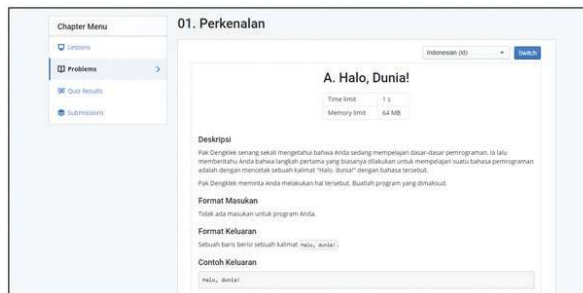 Chapter Menu
Lessons
Problems
Quiz Results
Submissions
01. Perkenalan
Indonesian (id)
Switch
A. Halo, Dunia!
Time limit 1 s
Memory limit 64 MB
Deskripsi
Pak Dengklek senang sekali mengetahui bahwa Anda sedang mempelajari dasar-dasar pemrograman. Ia lalu
memberitahu Anda bahwa langkah pertama yang biasanya dilakukan untuk mempelajari suatu bahasa pemrograman
adalah dengan mencetak sebuah kalimat "Halo, dunia!" dengan bahasa tersebut.
Pak Dengklek meminta Anda melakukan hal tersebut. Buatlah program yang dimaksud.
Format Masukan
Tidak ada masukan untuk program Anda.
Format Keluaran
Sebuah baris berisi sebuah kalimat Halo, dunia!.
Contoh Keluaran
Halo, dunia!